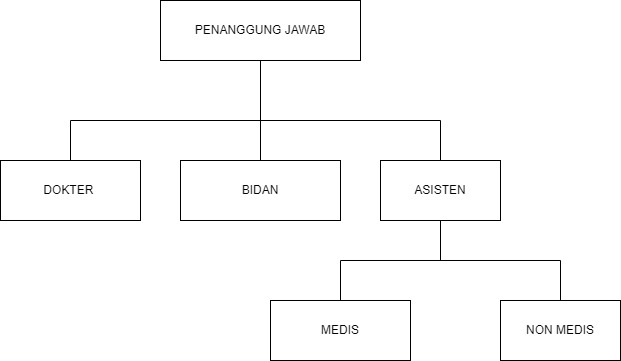 PENANGGUNG JAWAB
DOKTER
BIDAN
ASISTEN
MEDIS
NON MEDIS